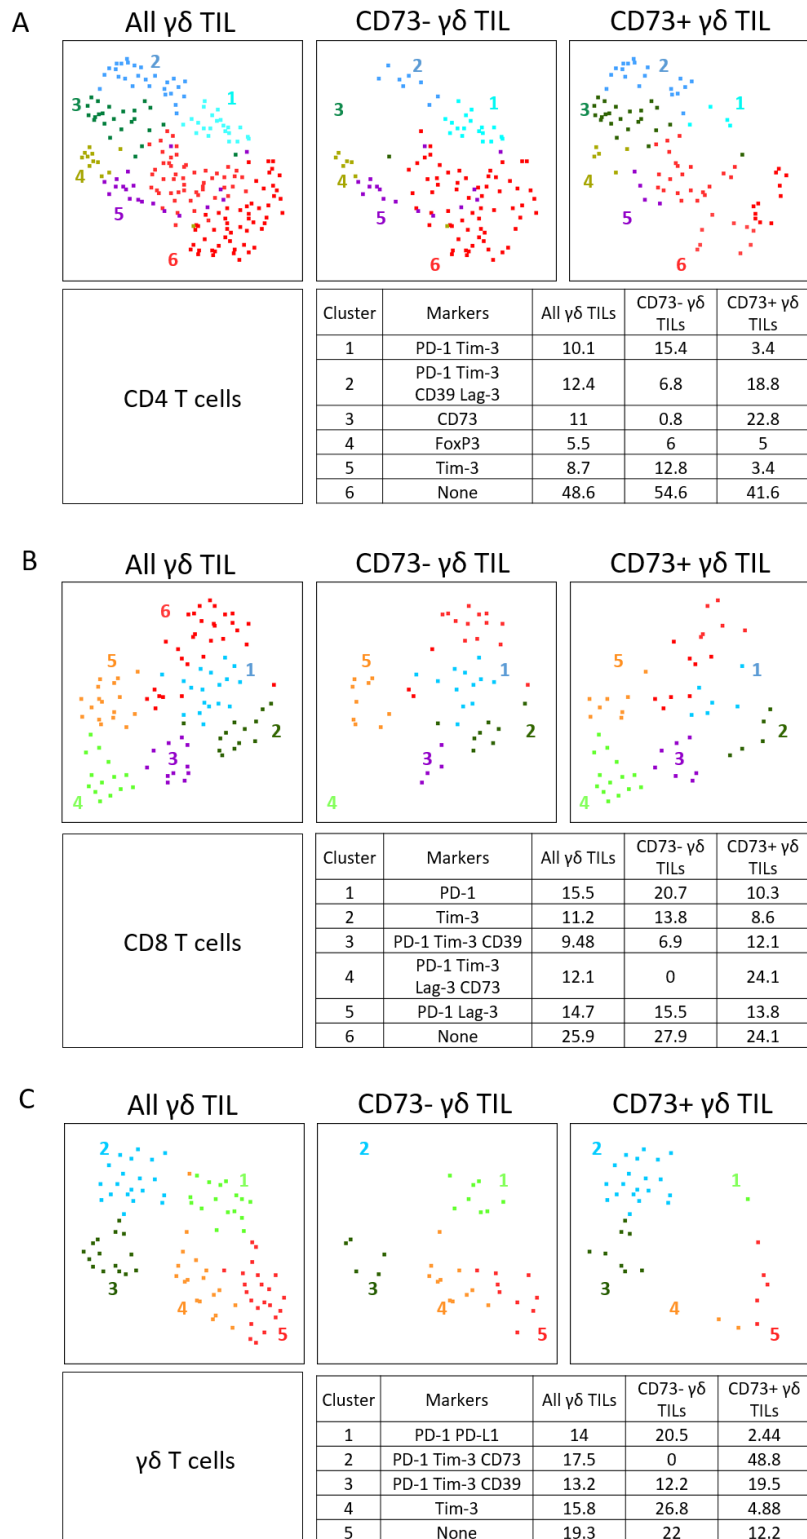 A
All γδ TIL
CD73- γδ TIL
CD73+ γδ TIL
2
1
3
4
5
6
2
1
3
4
5
6
2
1
3
4
5
6
CD4 T cells
Cluster Markers All γδ TILs CD73- γδ TILs CD73+ γδ TILs
1 PD-1 Tim-3 10.1 15.4 3.4
2 PD-1 Tim-3 CD39 Lag-3 12.4 6.8 18.8
3 CD73 11 0.8 22.8
4 FoxP3 5.5 6 5
5 Tim-3 8.7 12.8 3.4
6 None 48.6 54.6 41.6
B
All γδ TIL
CD73- γδ TIL
CD73+ γδ TIL
6
5
1
2
3
4
6
5
1
2
3
4
6
5
1
2
3
4
CD8 T cells
Cluster Markers All γδ TILs CD73- γδ TILs CD73+ γδ TILs
1 PD-1 15.5 20.7 10.3
2 Tim-3 11.2 13.8 8.6
3 PD-1 Tim-3 CD39 9.48 6.9 12.1
4 PD-1 Tim-3 Lag-3 CD73 12.1 0 24.1
5 PD-1 Lag-3 14.7 15.5 13.8
6 None 25.9 27.9 24.1
C
All γδ TIL
CD73- γδ TIL
CD73+ γδ TIL
2
1
3
4
5
2
1
3
4
5
2
1
3
4
5
γδ T cells
Cluster Markers All γδ TILs CD73- γδ TILs CD73+ γδ TILs
1 PD-1 PD-L1 14 20.5 2.44
2 PD-1 Tim-3 CD73 17.5 0 48.8
3 PD-1 Tim-3 CD39 13.2 12.2 19.5
4 Tim-3 15.8 26.8 4.88
5 None 19.3 22 12.2